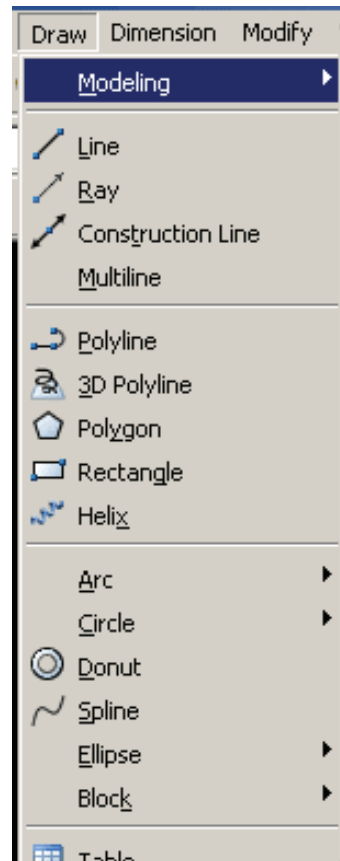 Draw Dimension Modify
Modeling
Line
Ray
Construction Line
Multiline
Polyline
3D Polyline
Polygon
Rectangle
Helix
Arc
Circle
Donut
Spline
Ellipse
Block
Table